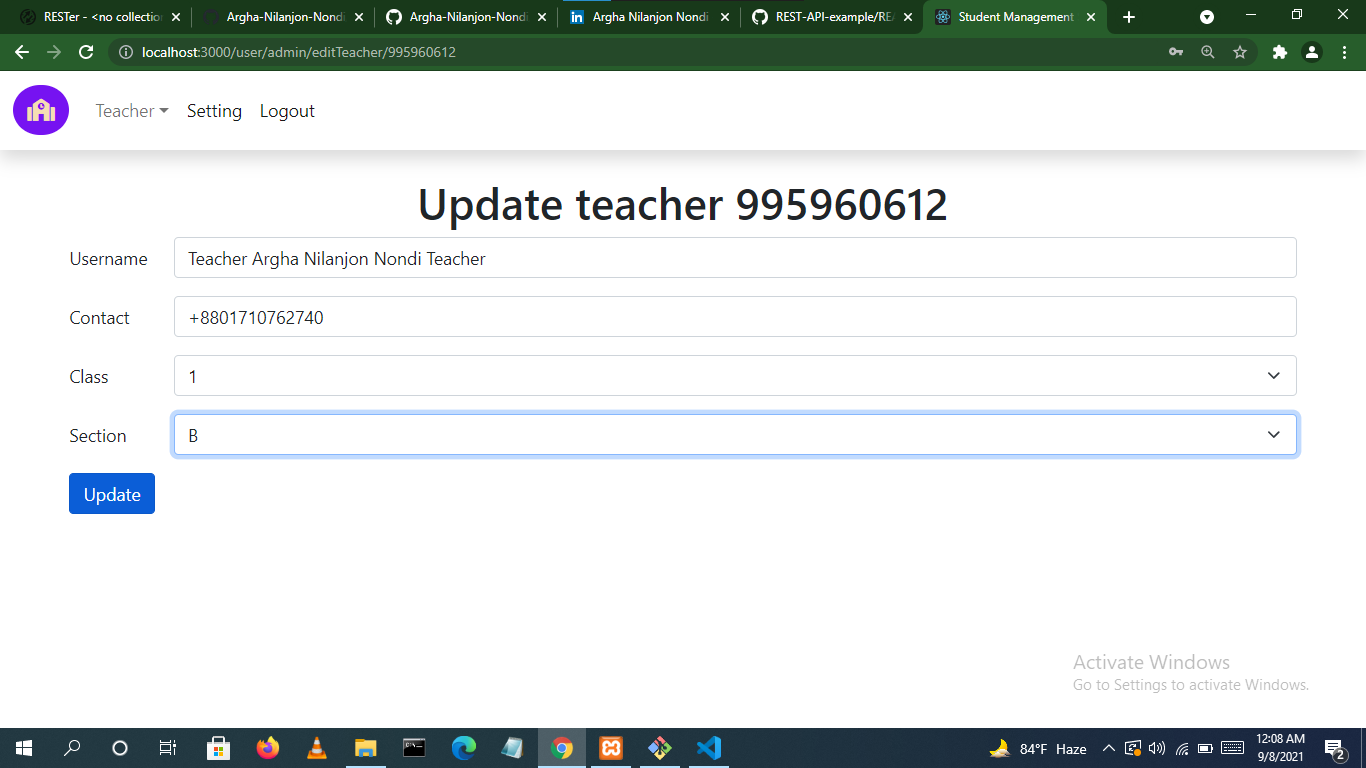 RESTer - <no collection
Argha-Nilanjon-Nondi
Argha-Nilanjon-Nondi
Argha Nilanjon Nondi
REST-API-example/REA
Student Management
localhost:3000/user/admin/editTeacher/995960612
Teacher Setting Logout
Update teacher 995960612
Username Teacher Argha Nilanjon Nondi Teacher
Contact +8801710762740
Class 1
Section B
Update
Activate Windows
Go to Settings to activate Windows.
84°F Haze
12:08 AM
9/8/2021
2